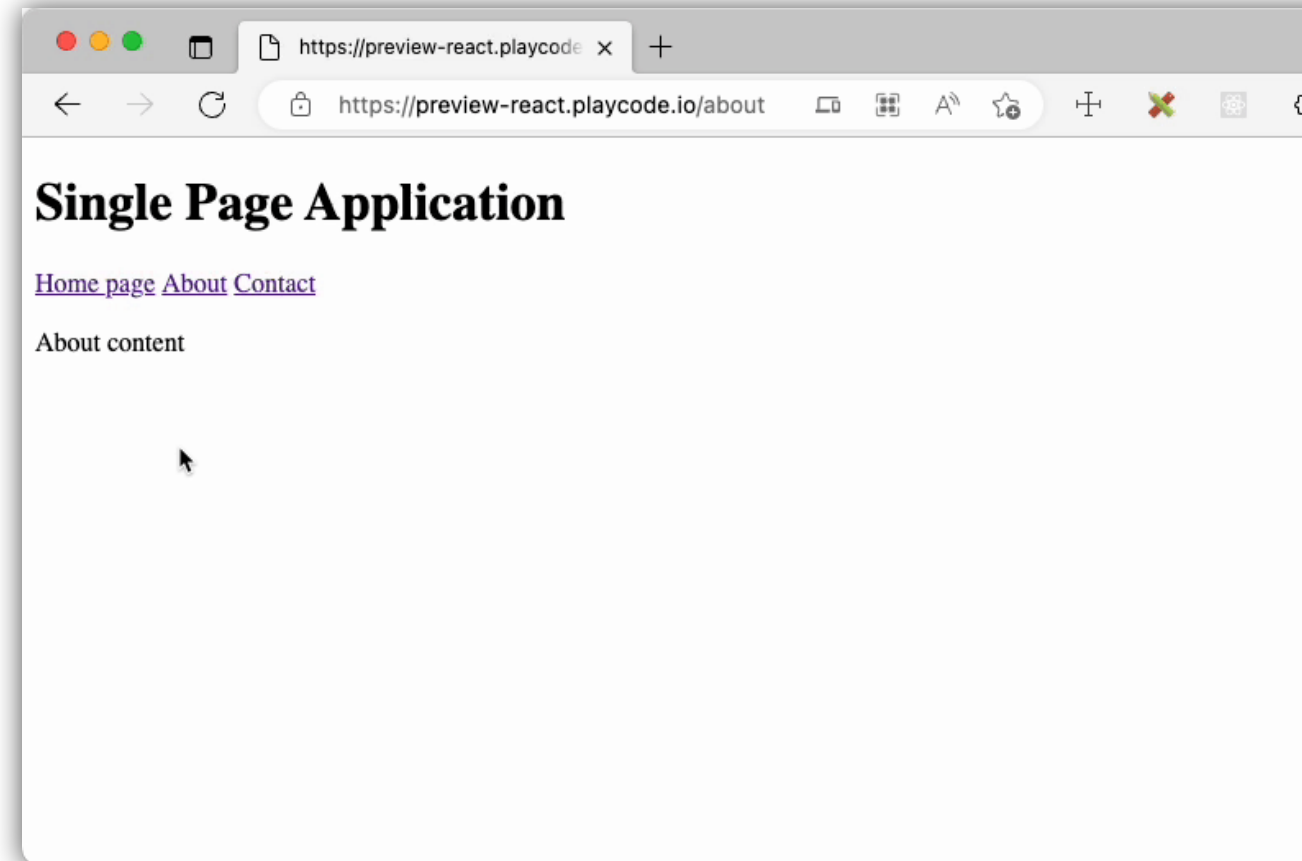 https://preview-react.playcode
https://preview-react.playcode.io/about
Single Page Application
Home page About Contact
About content